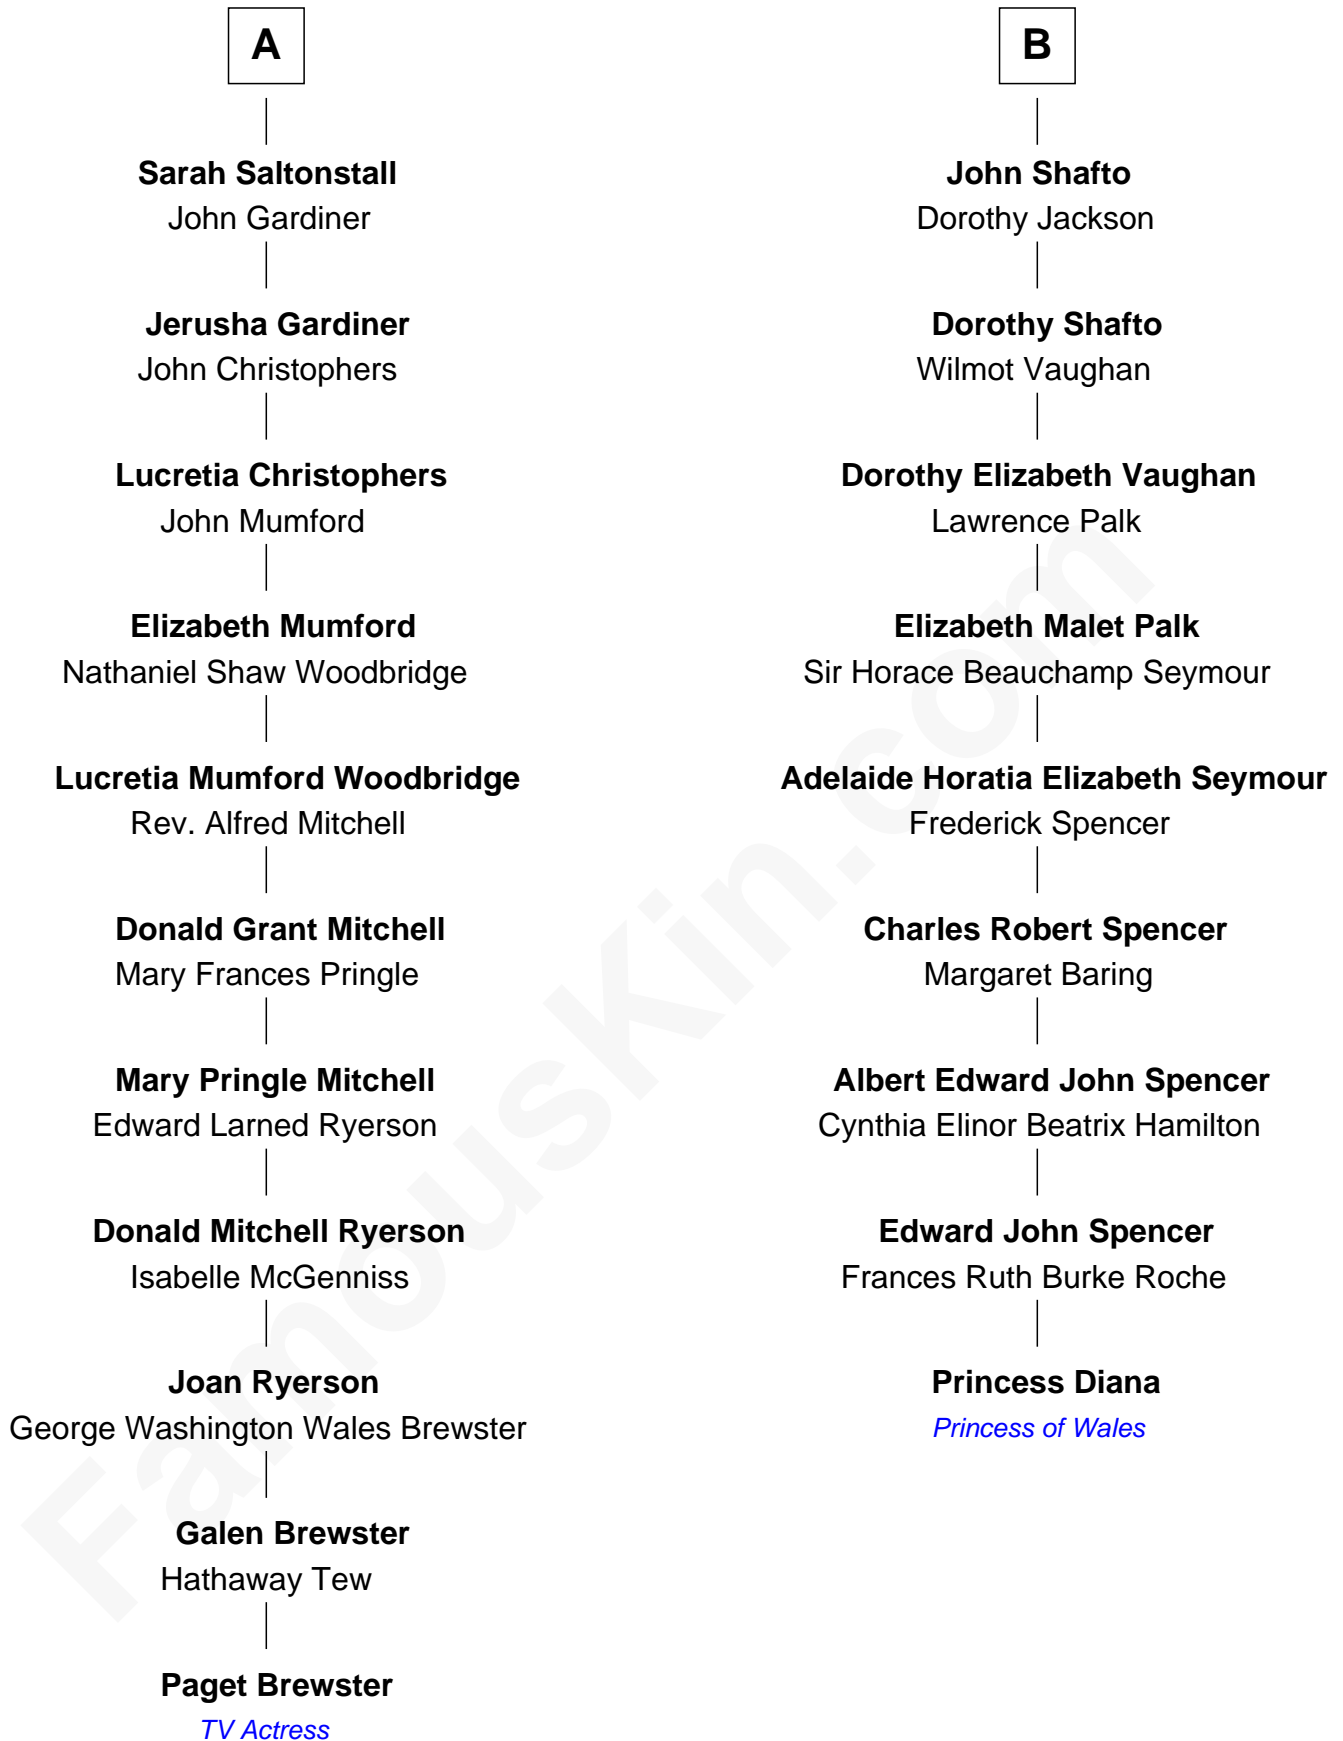 A
Sarah Saltonstall
John Gardiner
Jerusha Gardiner
John Christophers
Lucretia Christophers
John Mumford
Elizabeth Mumford
Nathaniel Shaw Woodbridge
Lucretia Mumford Woodbridge
Rev. Alfred Mitchell
Donald Grant Mitchell
Mary Frances Pringle
Mary Pringle Mitchell
Edward Larned Ryerson
Donald Mitchell Ryerson
Isabelle McGenniss
Joan Ryerson
George Washington Wales Brewster
Galen Brewster
Hathaway Tew
Paget Brewster
TV Actress
B
John Shafto
Dorothy Jackson
Dorothy Shafto
Wilmot Vaughan
Dorothy Elizabeth Vaughan
Lawrence Palk
Elizabeth Malet Palk
Sir Horace Beauchamp Seymour
Adelaide Horatia Elizabeth Seymour
Frederick Spencer
Charles Robert Spencer
Margaret Baring
Albert Edward John Spencer
Cynthia Elinor Beatrix Hamilton
Edward John Spencer
Frances Ruth Burke Roche
Princess Diana
Princess of Wales
FamousKin.com